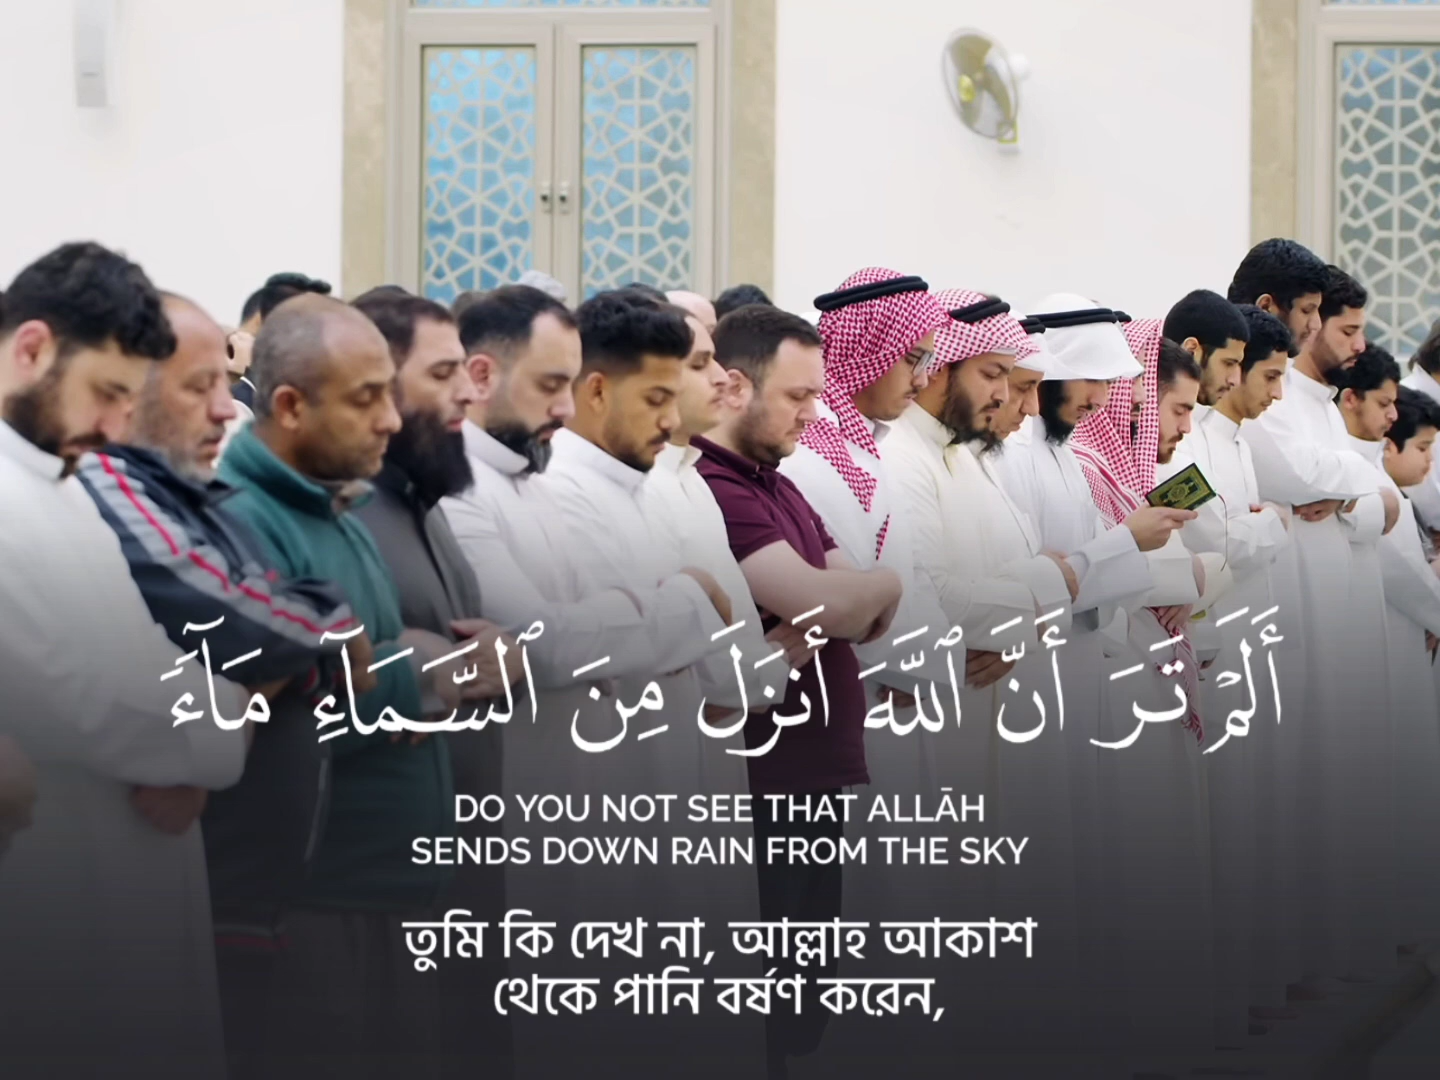 أَلَمْ تَرَ أَنَّ ٱللَّهَ أَنزَلَ مِنَ ٱلسَّمَآءِ مَآءً
DO YOU NOT SEE THAT ALLĀH
SENDS DOWN RAIN FROM THE SKY
তুমি কি দেখ না, আল্লাহ আকাশ
থেকে পানি বর্ষণ করেন,